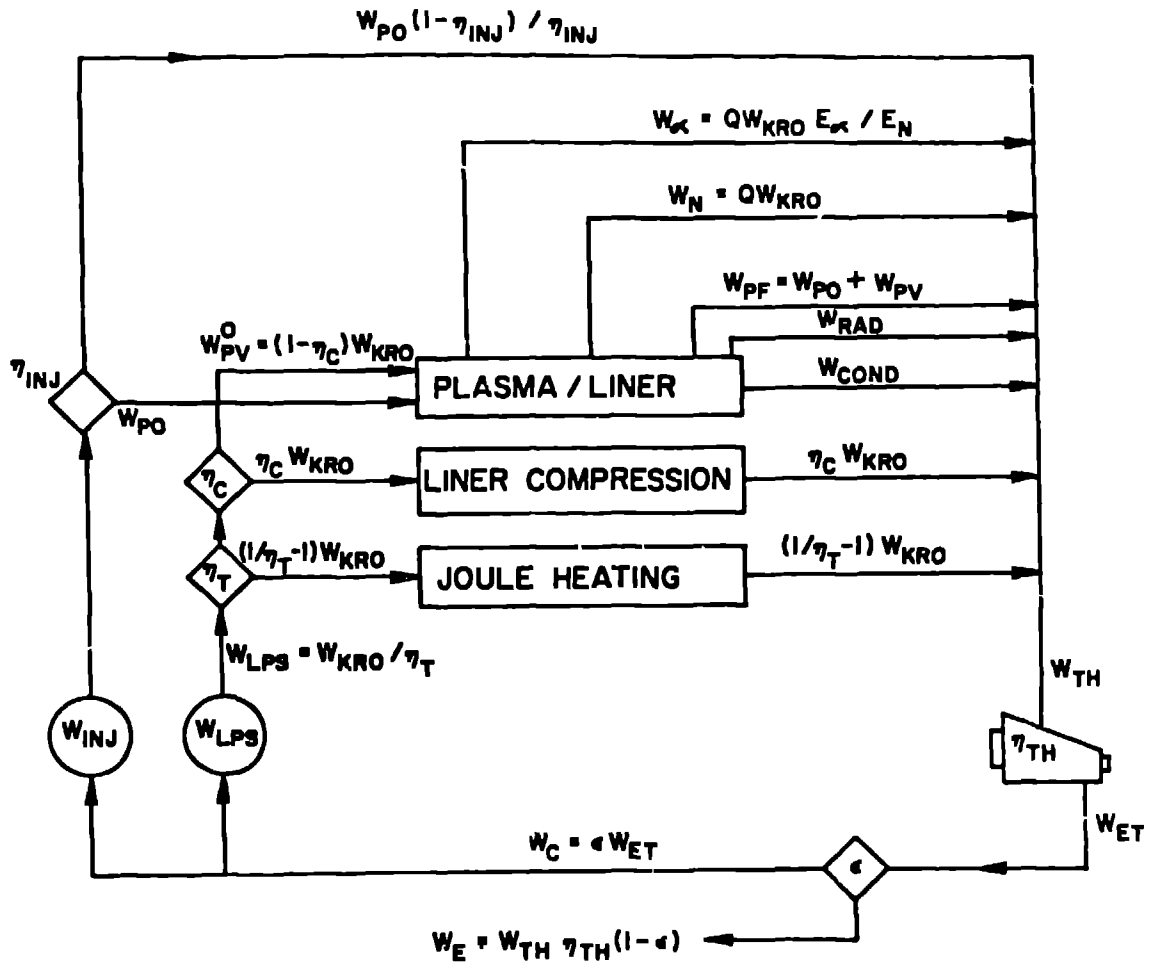 W_PO(1-η_INJ)/η_INJ
W_α = QW_KRO E_α/E_N
W_N = QW_KRO
W_PF = W_PO + W_PV
W_RAD
W^0_PV = (1-η_C)W_KRO
W_COND
η_INJ
PLASMA / LINER
W_PO
η_C
η_C W_KRO
LINER COMPRESSION
η_C W_KRO
η_T
(1/η_T-1)W_KRO
JOULE HEATING
(1/η_T-1) W_KRO
W_LPS = W_KRO/η_T
W_TH
W_INJ
W_LPS
η_TH
W_ET
W_C = ϵW_ET
ϵ
W_E = W_TH η_TH(1-ϵ)